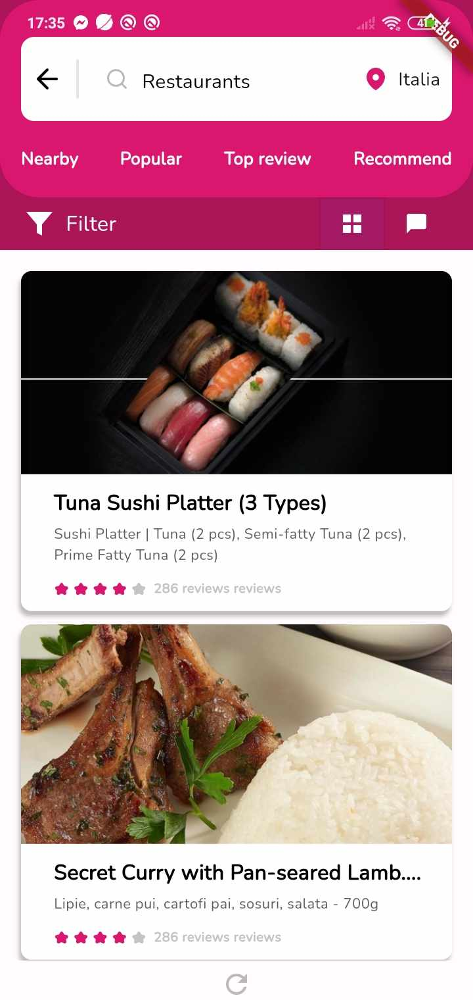 17:35
41
DEBUG
Restaurants
Italia
Nearby Popular Top review Recommend
Filter
Tuna Sushi Platter (3 Types)
Sushi Platter | Tuna (2 pcs), Semi-fatty Tuna (2 pcs),
Prime Fatty Tuna (2 pcs)
286 reviews reviews
Secret Curry with Pan-seared Lamb....
Lipie, carne pui, cartofi pai, sosuri, salata - 700g
286 reviews reviews